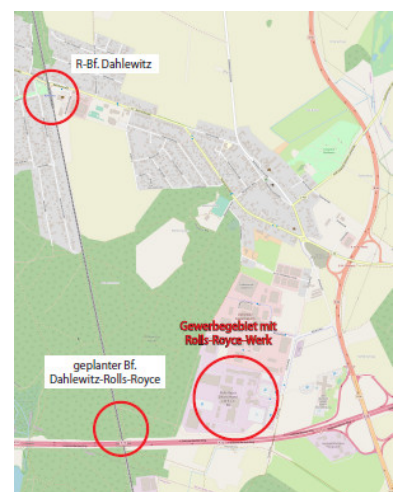 R-Bf. Dahlewitz
Gewerbegebiet mit
Rolls-Royce-Werk
geplanter Bf.
Dahlewitz-Rolls-Royce